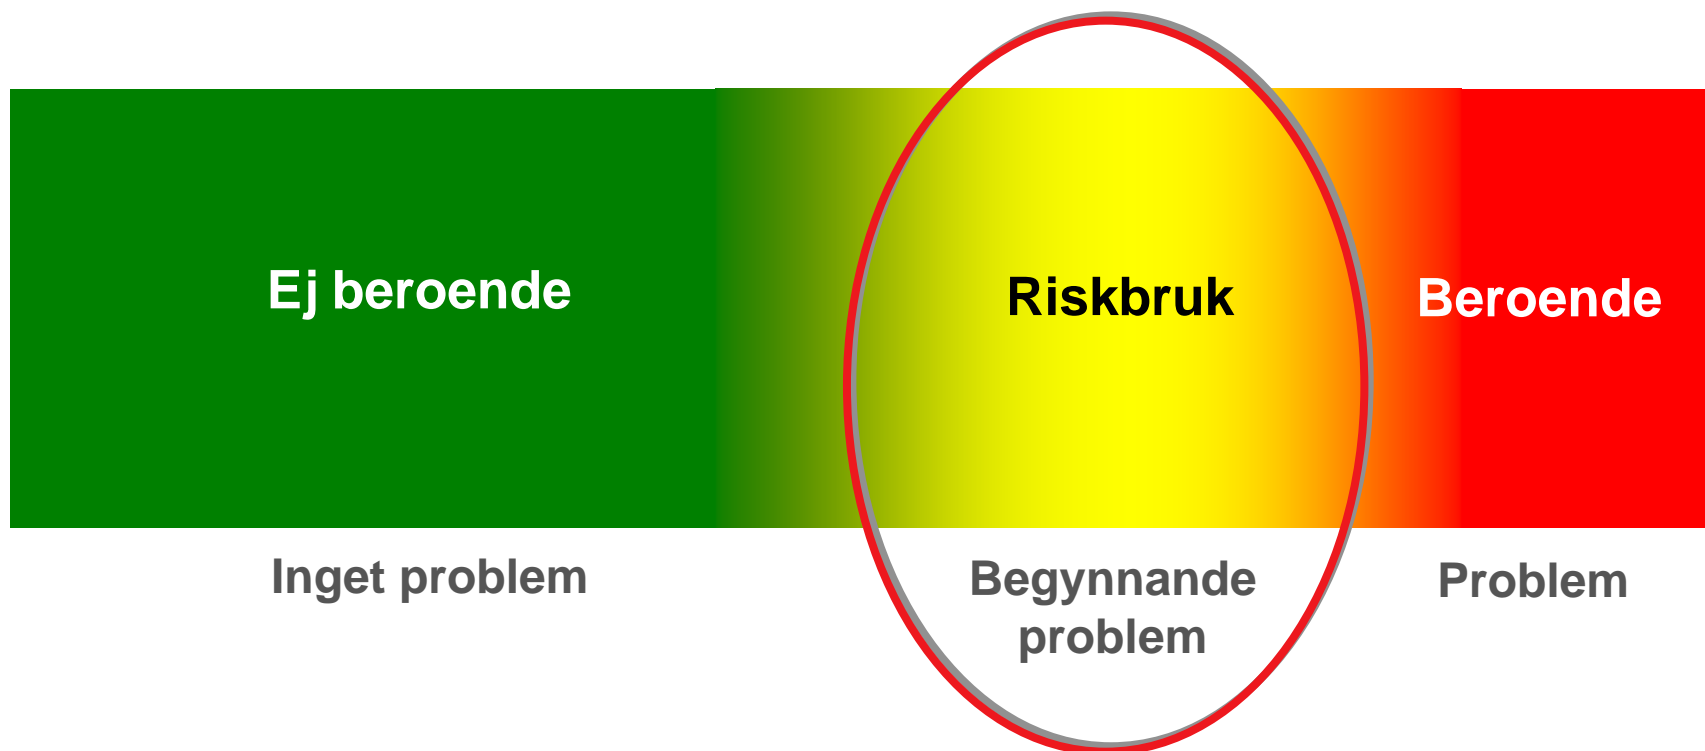 Ej beroende
Riskbruk
Beroende
Inget problem
Begynnande
problem
Problem